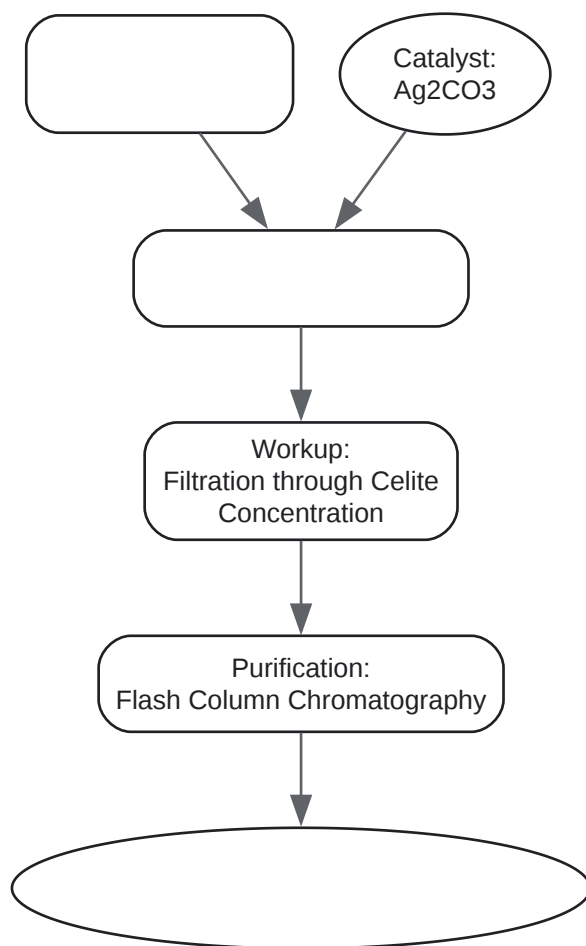 Catalyst:
Ag2CO3
Workup:
Filtration through Celite
Concentration
Purification:
Flash Column Chromatography